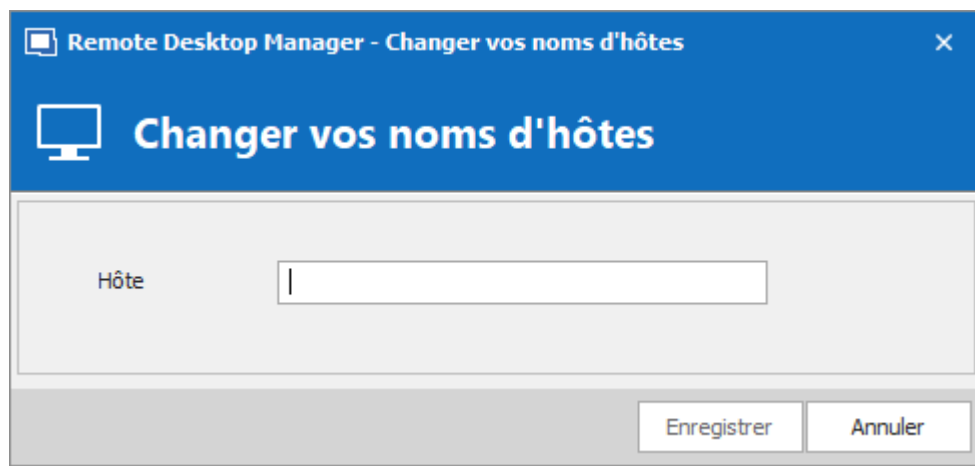 Remote Desktop Manager - Changer vos noms d'hôtes
Changer vos noms d'hôtes
Hôte
Enregistrer Annuler